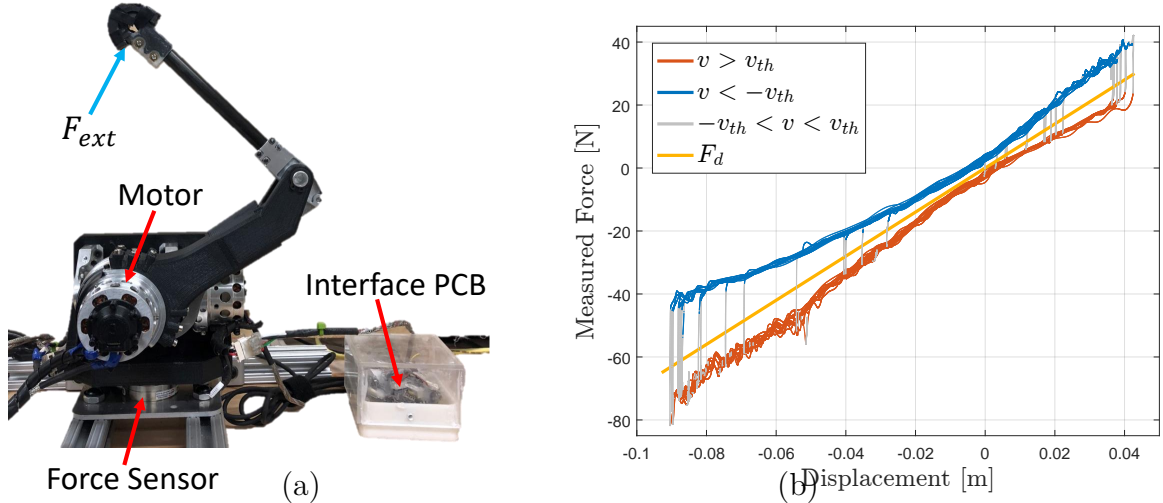 F_ext
Motor
Interface PCB
Force Sensor
(a)
v > v_th
v < −v_th
−v_th < v < v_th
F_d
Measured Force [N]
40
20
0
-20
-40
-60
-80
-0.1
-0.08
-0.06
-0.04
-0.02
0
0.02
0.04
Displacement [m]
(b)